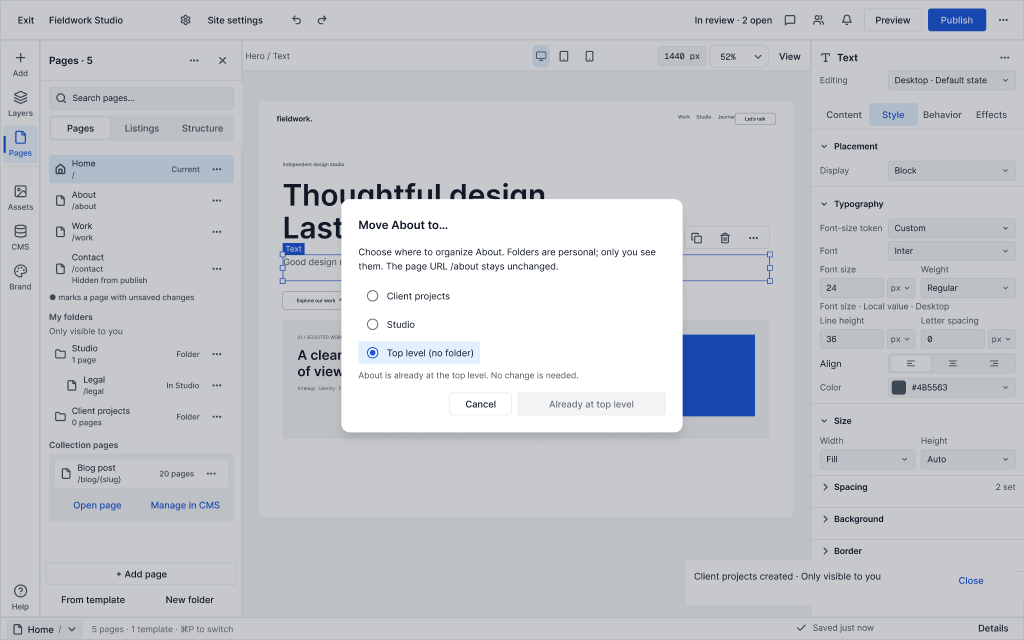 Exit
Fieldwork Studio
Site settings
In review · 2 open
Preview
Publish
Add
Layers
Pages
Assets
CMS
Brand
Help
Pages · 5
Search pages...
Pages
Listings
Structure
Home
/
Current
About
/about
Work
/work
Contact
/contact
Hidden from publish
marks a page with unsaved changes
My folders
Only visible to you
Studio
1 page
Folder
Legal
/legal
In Studio
Client projects
0 pages
Folder
Collection pages
Blog post
/blog/{slug}
20 pages
Open page
Manage in CMS
+ Add page
From template
New folder
Hero / Text
1440 px
52%
View
fieldwork.
Work
Studio
Journal
Let's talk
Independent design studio
Thoughtful design
Last
Text
Good design
Explore our work
01 / SELECTED WOR
A clear
of view
Strategy · Identity ·
Move About to...
Choose where to organize About. Folders are personal; only you see
them. The page URL /about stays unchanged.
Client projects
Studio
Top level (no folder)
About is already at the top level. No change is needed.
Cancel
Already at top level
Text
Editing
Desktop · Default state
Content
Style
Behavior
Effects
Placement
Display
Block
Typography
Font-size token
Custom
Font
Inter
Font size
Weight
24
px
Regular
Font size · Local value · Desktop
Line height
Letter spacing
36
px
0
px
Align
Color
#4B5563
Size
Width
Height
Fill
Auto
Spacing
2 set
Background
Border
Client projects created · Only visible to you
Close
Home /
5 pages · 1 template · ⌘P to switch
Saved just now
Details